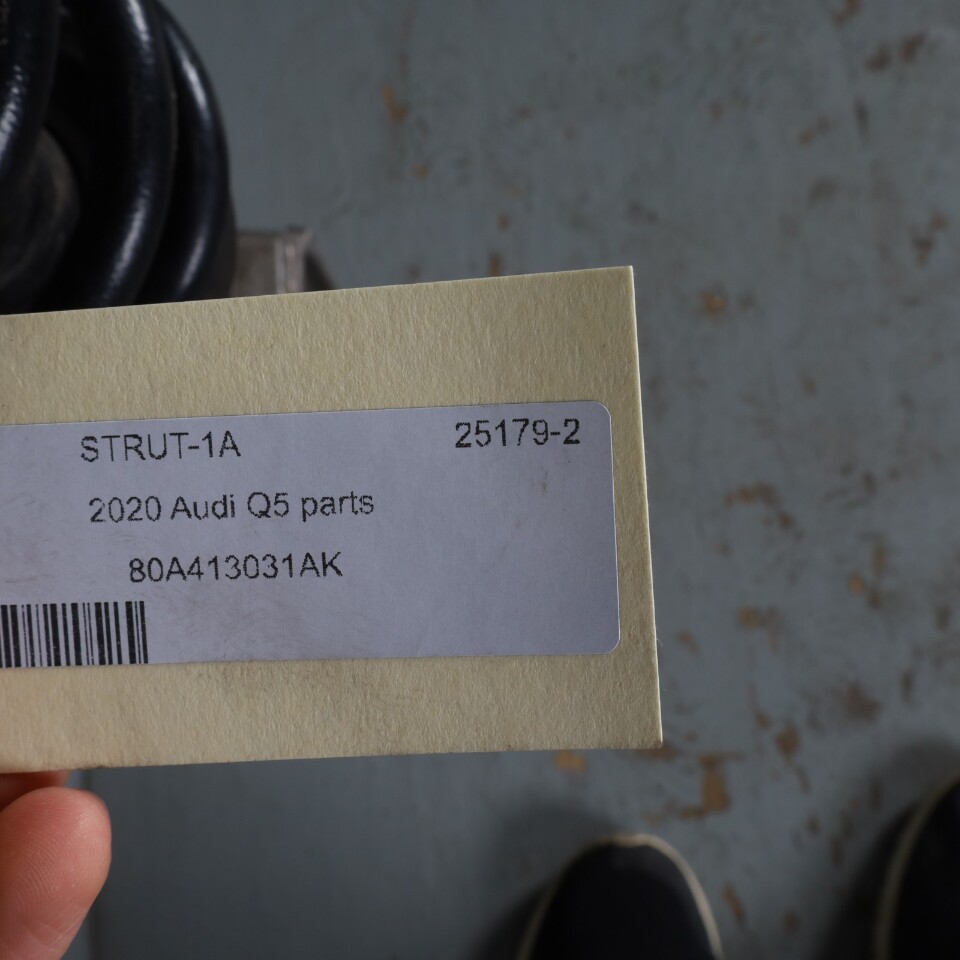 STRUT-1A 25179-2
2020 Audi Q5 parts
80A413031AK